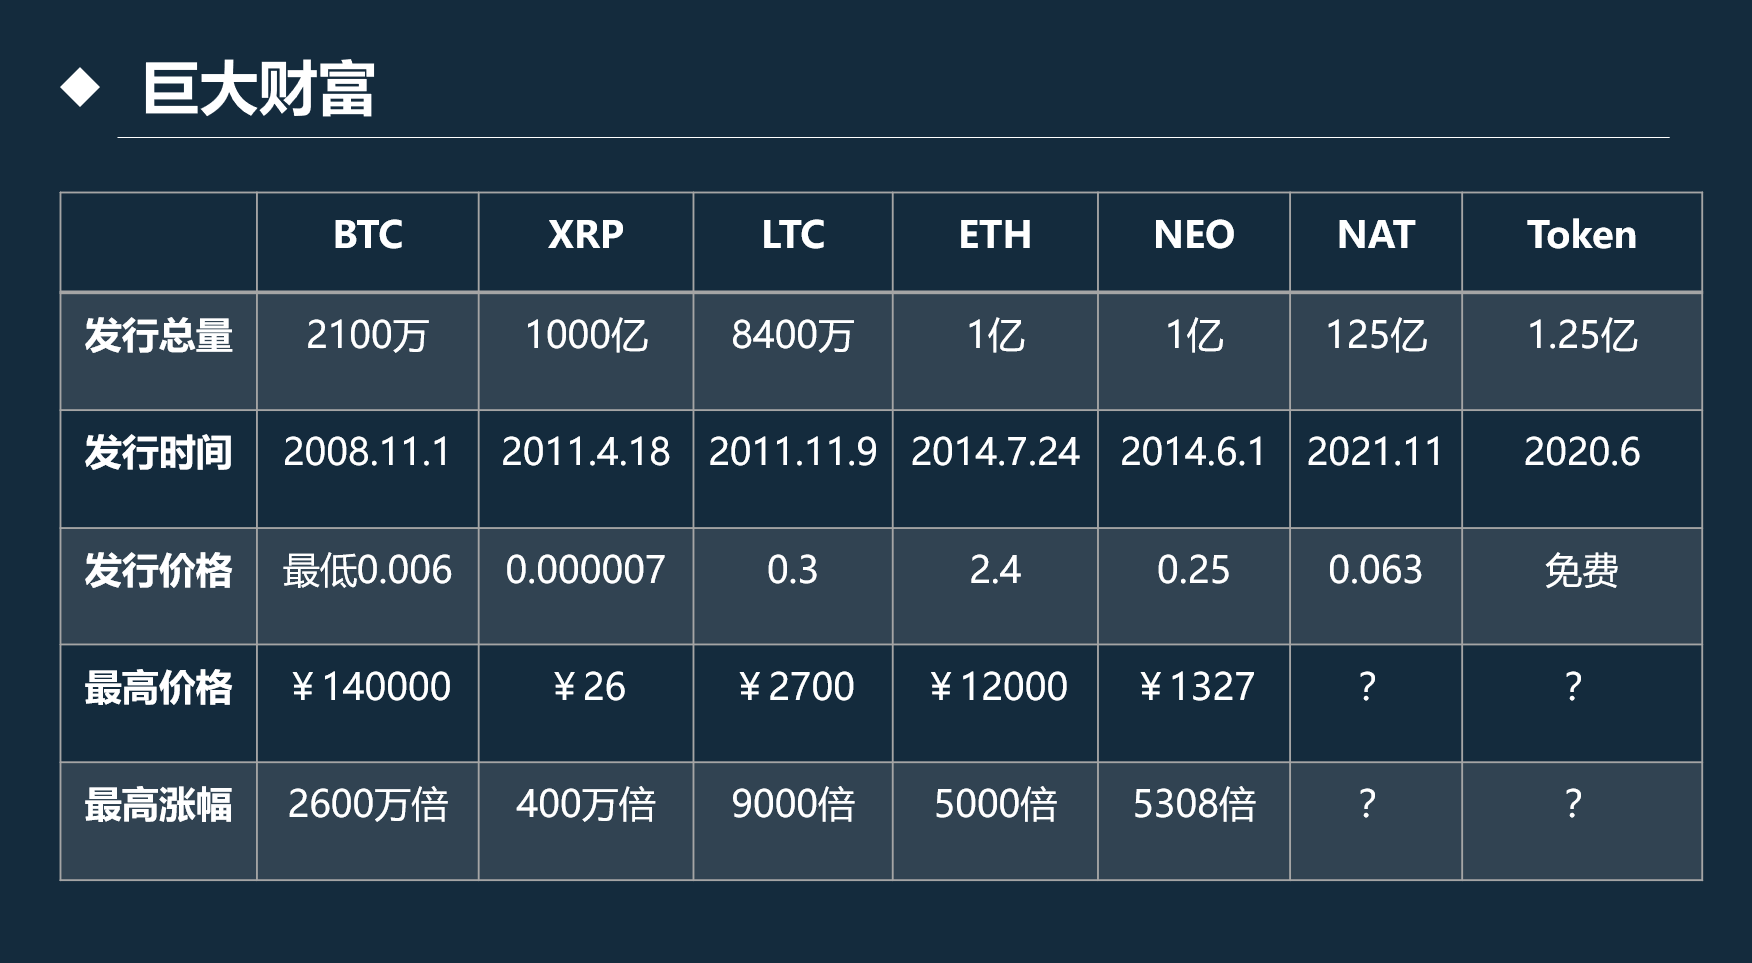 ◆ 巨大财富
BTC XRP LTC ETH NEO NAT Token
发行总量 2100万 1000亿 8400万 1亿 1亿 125亿 1.25亿
发行时间 2008.11.1 2011.4.18 2011.11.9 2014.7.24 2014.6.1 2021.11 2020.6
发行价格 最低0.006 0.000007 0.3 2.4 0.25 0.063 免费
最高价格 ￥140000 ￥26 ￥2700 ￥12000 ￥1327 ？ ？
最高涨幅 2600万倍 400万倍 9000倍 5000倍 5308倍 ？ ？